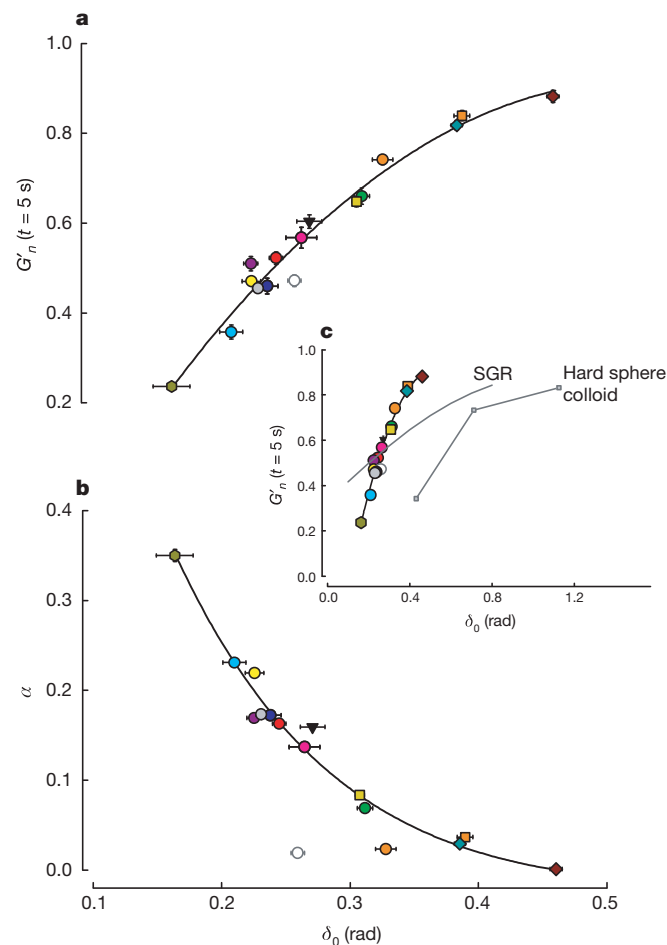 a
1.0
0.8
0.6
0.4
0.2
G′n (t = 5 s)
c
1.0
0.8
0.6
0.4
0.2
0.0
G′n (t = 5 s)
SGR
Hard sphere
colloid
0.0 0.4 0.8 1.2
δ0 (rad)
b
0.4
0.3
0.2
0.1
0.0
α
0.1 0.2 0.3 0.4 0.5
δ0 (rad)